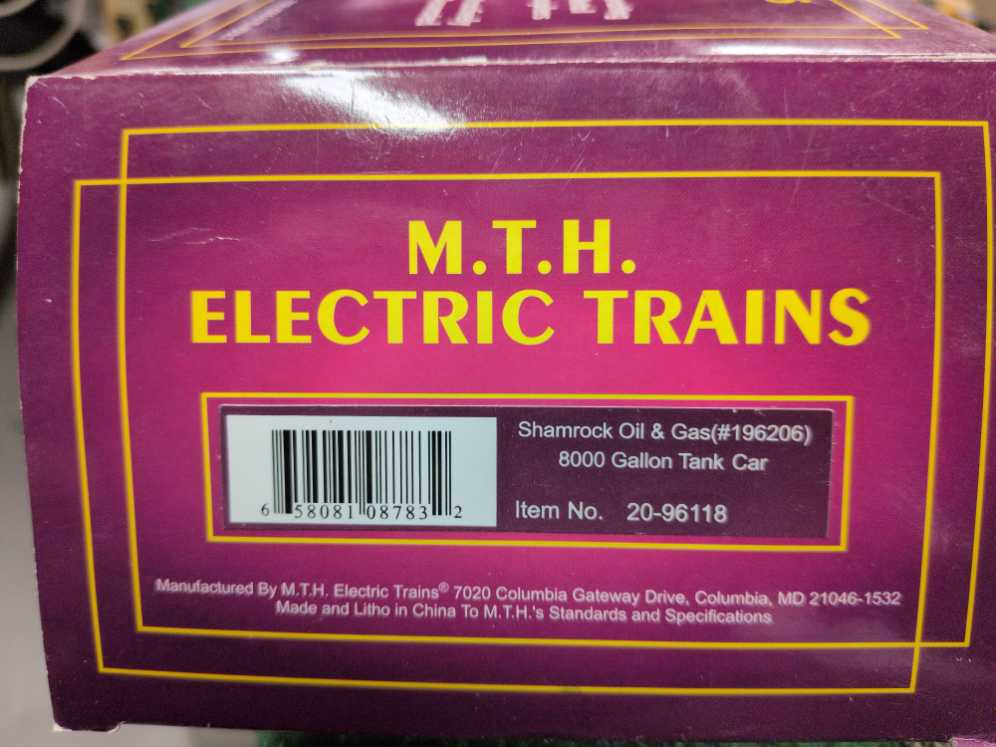 M.T.H.
ELECTRIC TRAINS
Shamrock Oil & Gas(#196206)
8000 Gallon Tank Car
6 58081 08783 2
Item No. 20-96118
Manufactured By M.T.H. Electric Trains® 7020 Columbia Gateway Drive, Columbia, MD 21046-1532
Made and Litho in China To M.T.H.'s Standards and Specifications